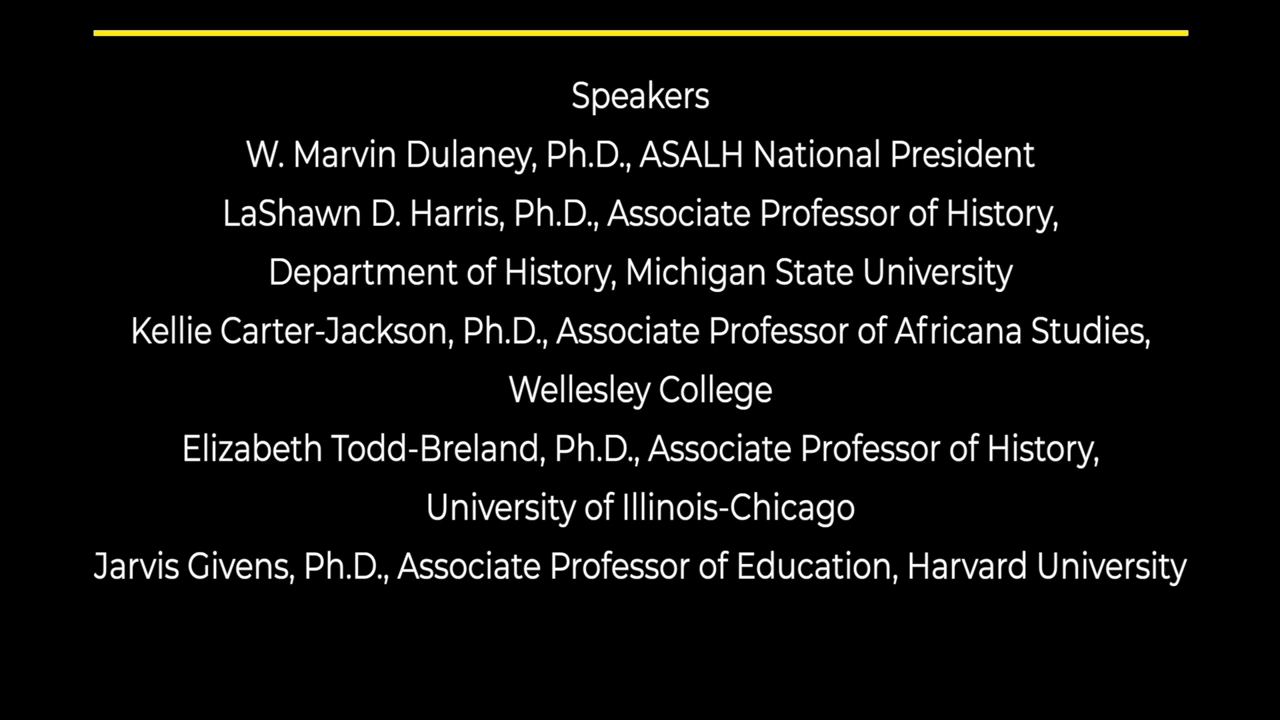 Speakers
W. Marvin Dulaney, Ph.D., ASALH National President
LaShawn D. Harris, Ph.D., Associate Professor of History,
Department of History, Michigan State University
Kellie Carter-Jackson, Ph.D., Associate Professor of Africana Studies,
Wellesley College
Elizabeth Todd-Breland, Ph.D., Associate Professor of History,
University of Illinois-Chicago
Jarvis Givens, Ph.D., Associate Professor of Education, Harvard University